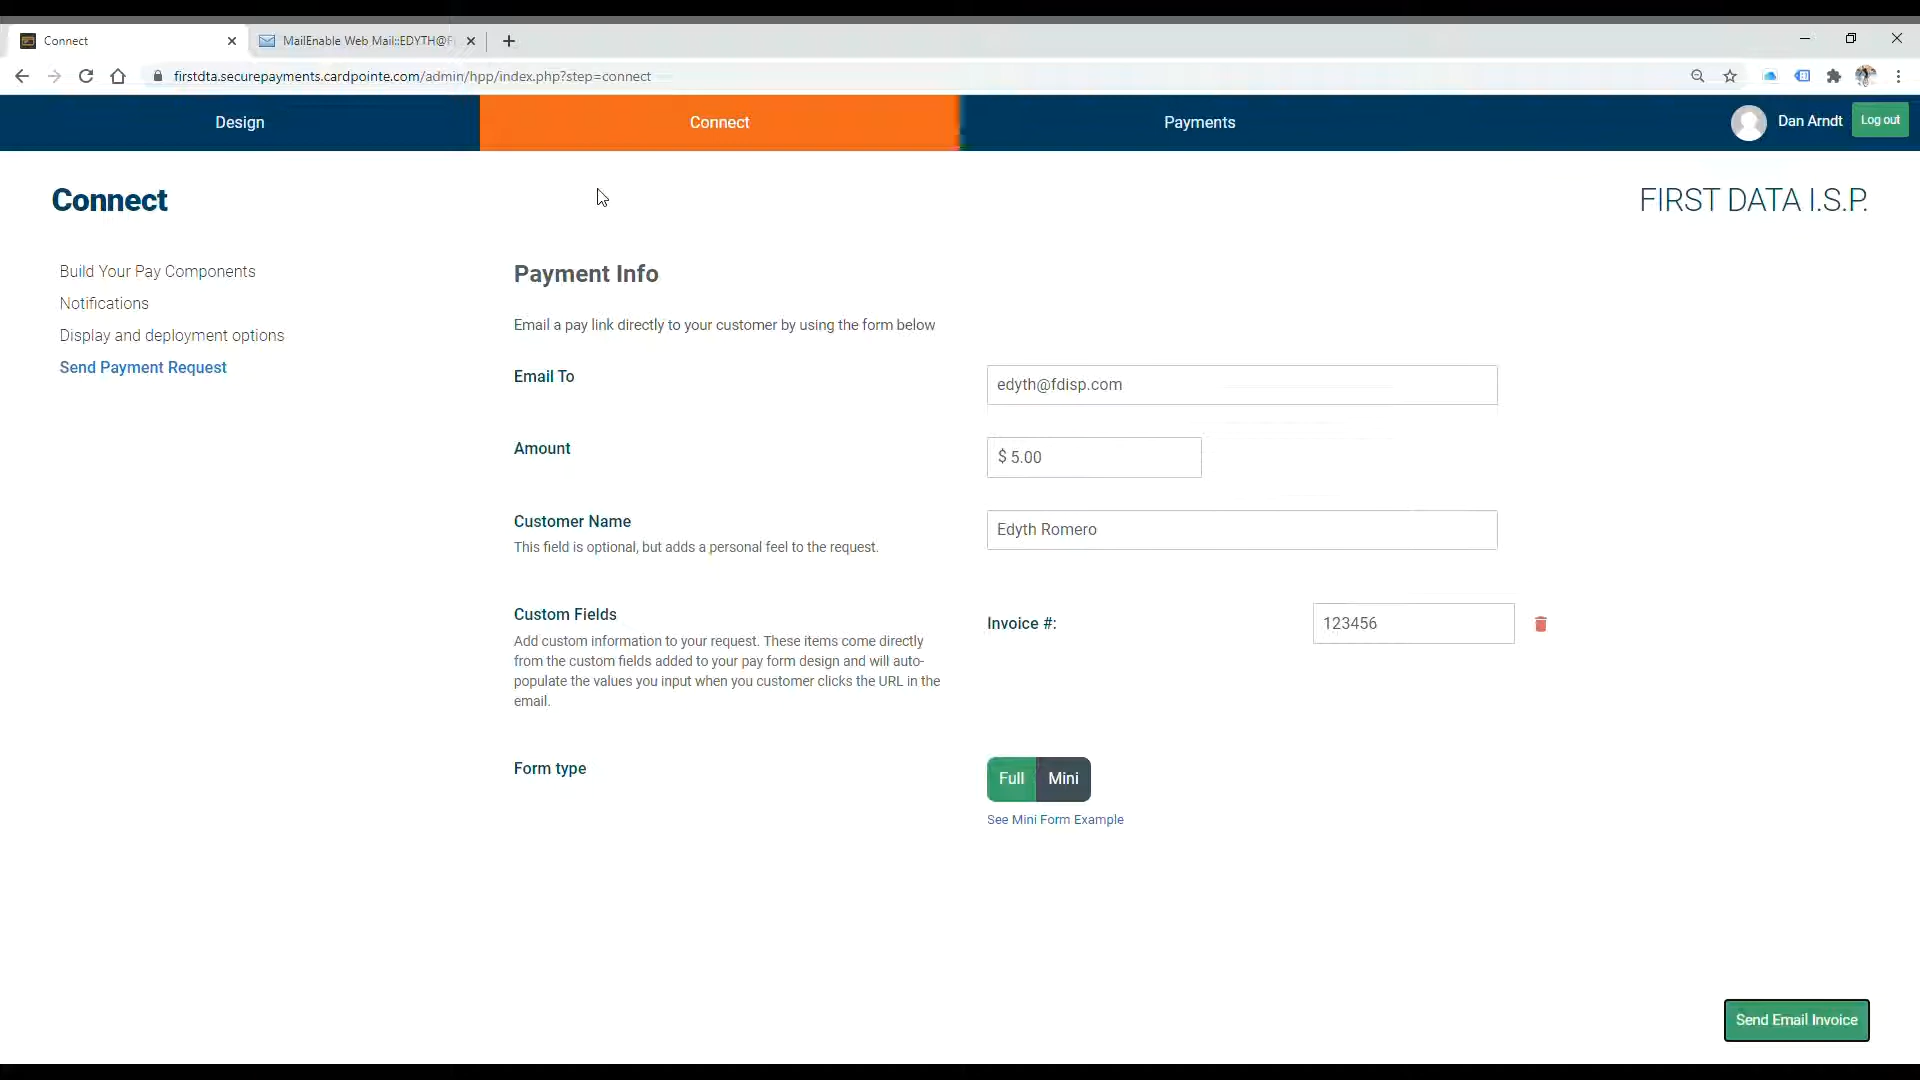 Connect
MailEnable Web Mail::EDYTH@F
firstdta.securepayments.cardpointe.com/admin/hpp/index.php?step=connect
Design
Connect
Payments
Dan Arndt
Log out
Connect
FIRST DATA I.S.P.
Build Your Pay Components
Notifications
Display and deployment options
Send Payment Request
Payment Info
Email a pay link directly to your customer by using the form below
Email To
edyth@fdisp.com
Amount
$ 5.00
Customer Name
This field is optional, but adds a personal feel to the request.
Edyth Romero
Custom Fields
Add custom information to your request. These items come directly
from the custom fields added to your pay form design and will auto-
populate the values you input when you customer clicks the URL in the
email.
Invoice #:
123456
Form type
Full
Mini
See Mini Form Example
Send Email Invoice